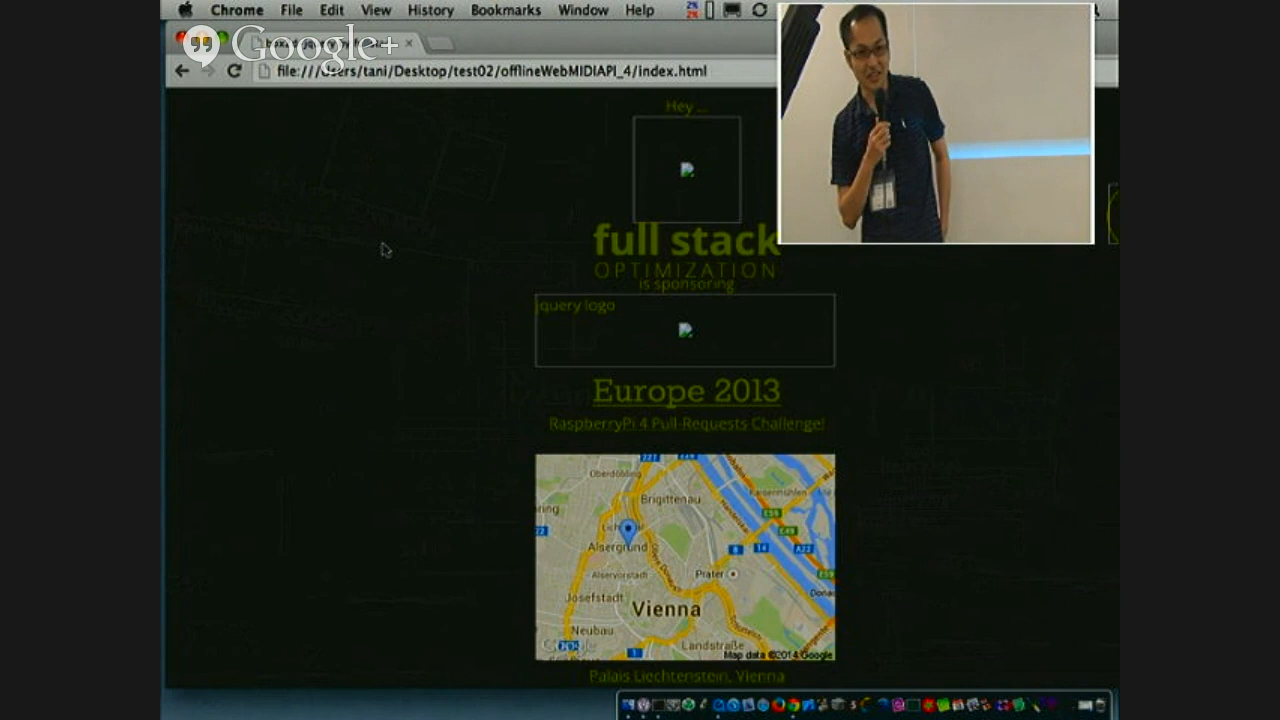 Chrome File Edit View History Bookmarks Window Help
Google+
file:///Users/tani/Desktop/test02/offlineWebMIDIAPI_4/index.html
Hey ...
full stack
OPTIMIZATION
is sponsoring
jquery logo
Europe 2013
RaspberryPi 4 Pull-Requests Challenge!
Oberdöbling
Brigittenau
Kaisermühlen
Alsergrund
Alservorstadt
Prater
Josefstadt
Vienna
Neubau
Landstraße
Google
Map data ©2014 Google
Palais Liechtenstein, Vienna